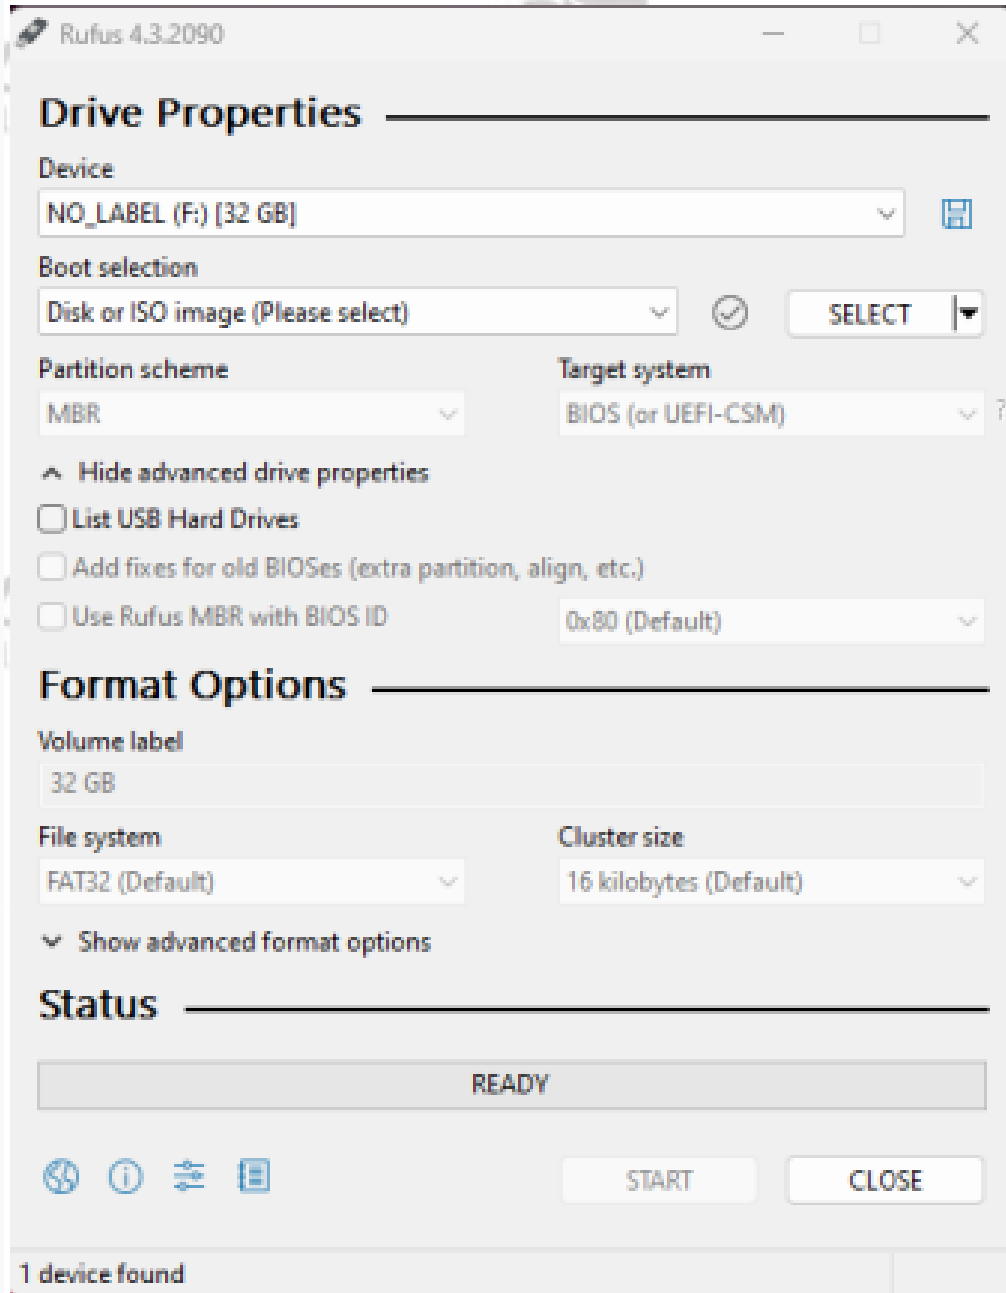 Rufus 4.3.2090
Drive Properties
Device
NO_LABEL (F:) [32 GB]
Boot selection
Disk or ISO image (Please select)
SELECT
Partition scheme
Target system
MBR
BIOS (or UEFI-CSM)
?
Hide advanced drive properties
List USB Hard Drives
Add fixes for old BIOSes (extra partition, align, etc.)
Use Rufus MBR with BIOS ID
0x80 (Default)
Format Options
Volume label
32 GB
File system
Cluster size
FAT32 (Default)
16 kilobytes (Default)
Show advanced format options
Status
READY
START
CLOSE
1 device found